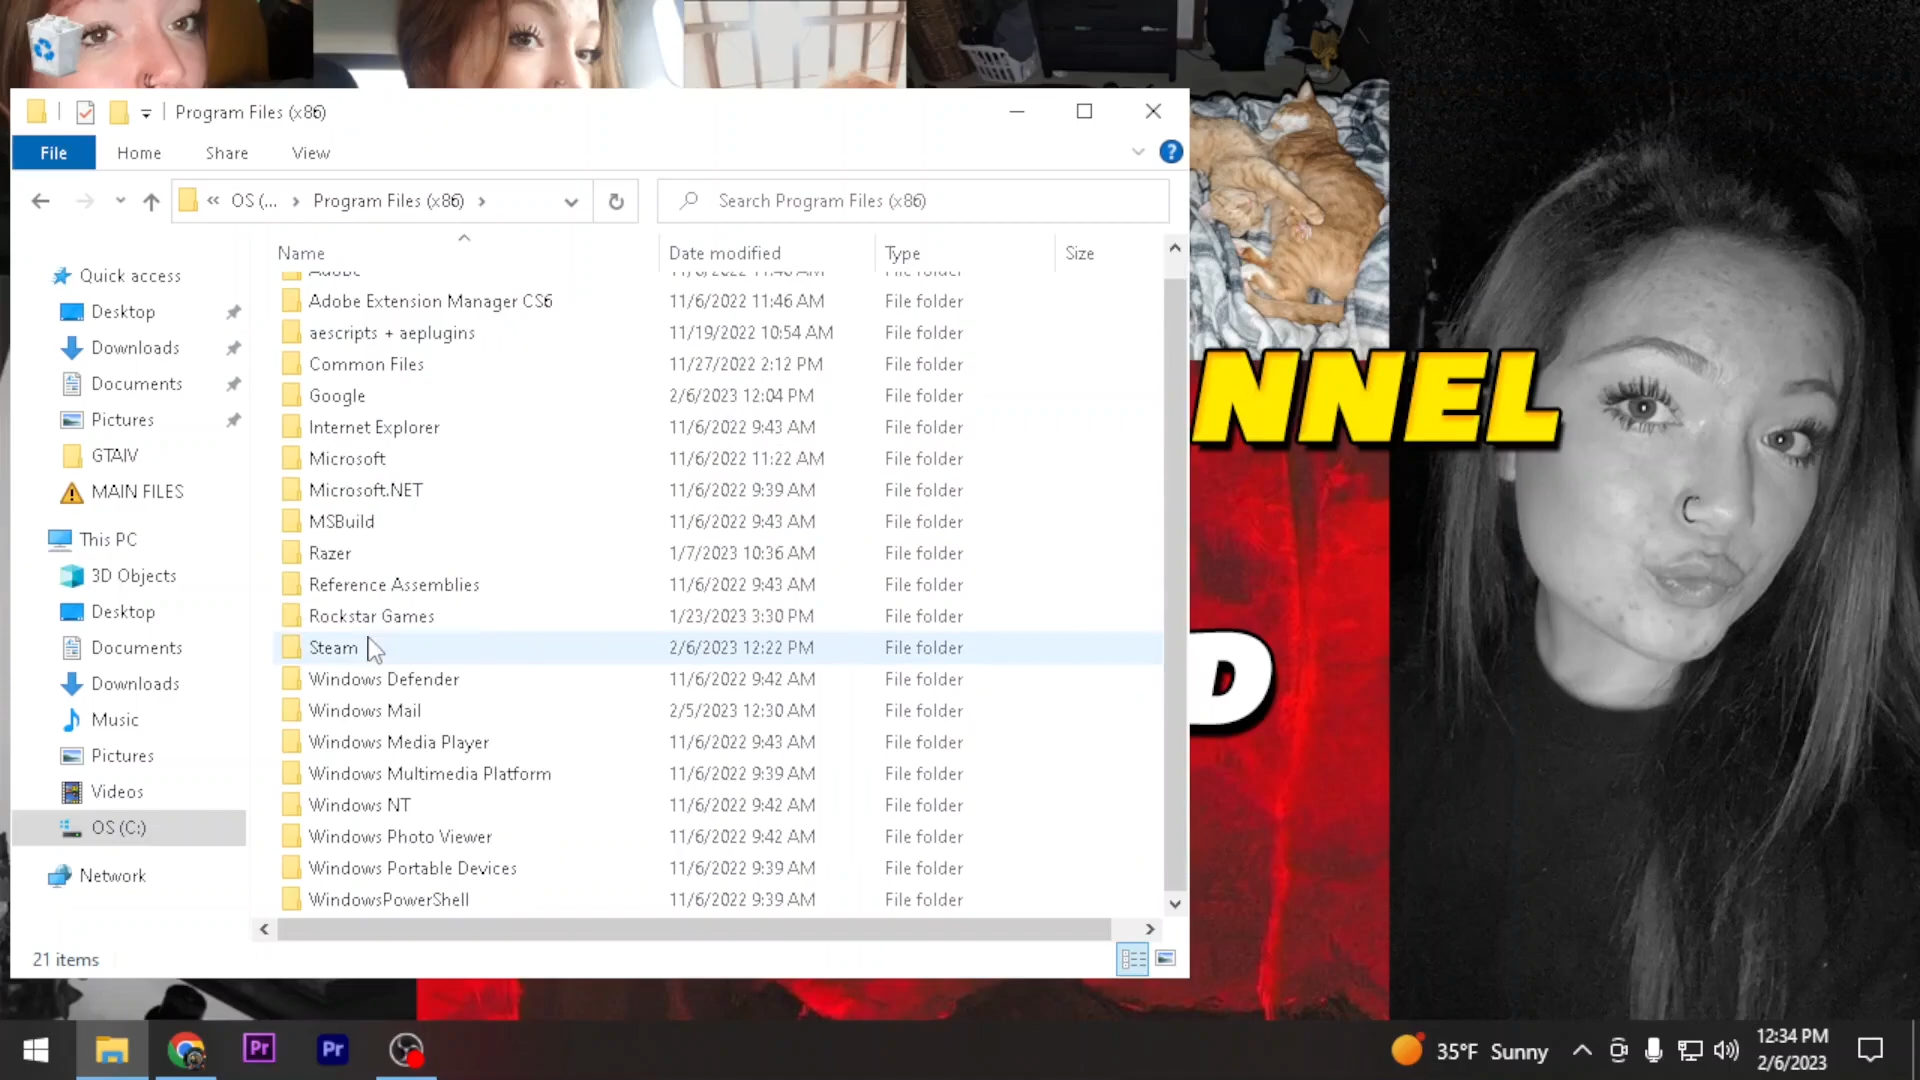 Program Files (x86)
File Home Share View
« OS (... > Program Files (x86) > Search Program Files (x86)
Name Date modified Type Size
Quick access
Desktop
Downloads
Documents
Pictures
GTAIV
MAIN FILES
This PC
3D Objects
Desktop
Documents
Downloads
Music
Pictures
Videos
OS (C:)
Network
Adobe 11/6/2022 11:46 AM File folder
Adobe Extension Manager CS6 11/6/2022 11:46 AM File folder
aescripts + aeplugins 11/19/2022 10:54 AM File folder
Common Files 11/27/2022 2:12 PM File folder
Google 2/6/2023 12:04 PM File folder
Internet Explorer 11/6/2022 9:43 AM File folder
Microsoft 11/6/2022 11:22 AM File folder
Microsoft.NET 11/6/2022 9:39 AM File folder
MSBuild 11/6/2022 9:43 AM File folder
Razer 1/7/2023 10:36 AM File folder
Reference Assemblies 11/6/2022 9:43 AM File folder
Rockstar Games 1/23/2023 3:30 PM File folder
Steam 2/6/2023 12:22 PM File folder
Windows Defender 11/6/2022 9:42 AM File folder
Windows Mail 2/5/2023 12:30 AM File folder
Windows Media Player 11/6/2022 9:43 AM File folder
Windows Multimedia Platform 11/6/2022 9:39 AM File folder
Windows NT 11/6/2022 9:42 AM File folder
Windows Photo Viewer 11/6/2022 9:42 AM File folder
Windows Portable Devices 11/6/2022 9:39 AM File folder
WindowsPowerShell 11/6/2022 9:39 AM File folder
21 items
NNEL
D
Pr Pr
35°F Sunny
12:34 PM
2/6/2023